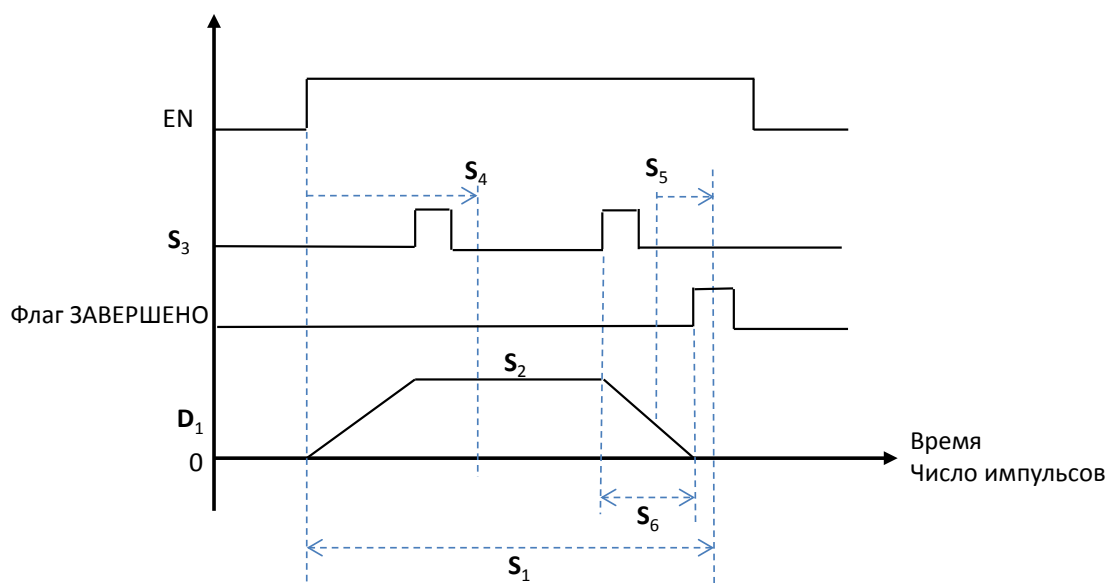 EN
S4
S5
S3
Флаг ЗАВЕРШЕНО
S2
D1
0
Время
Число импульсов
S6
S1